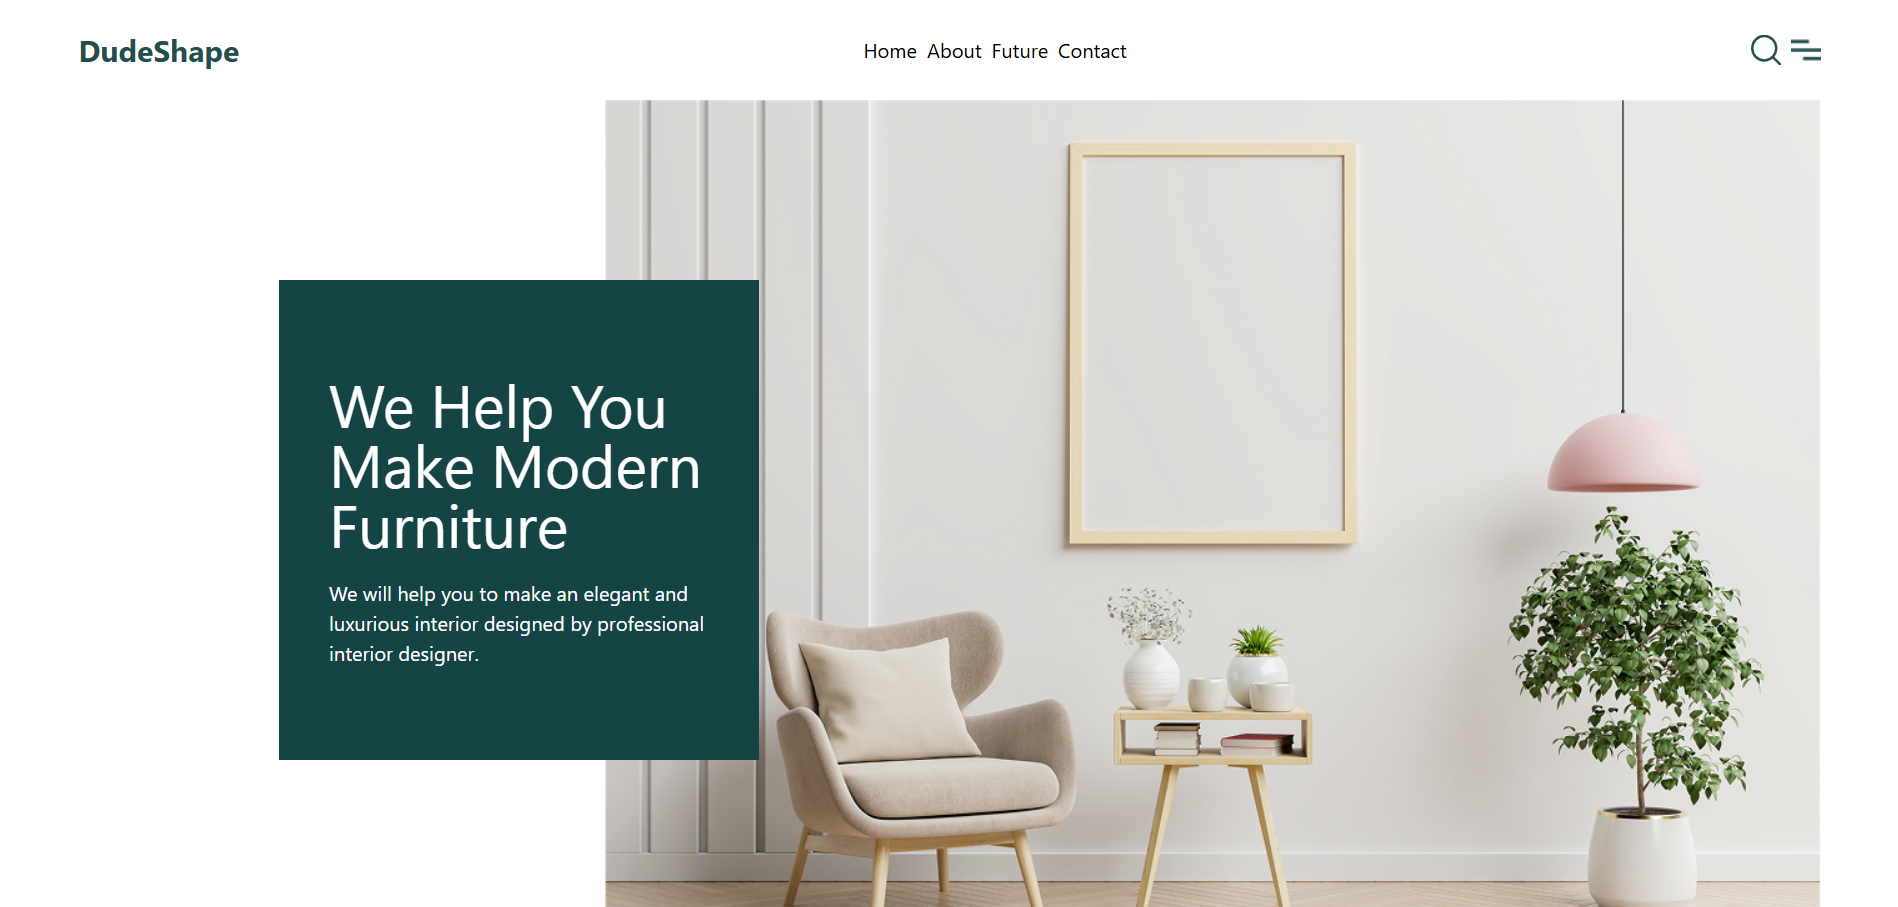 DudeShape
Home About Future Contact
We Help You
Make Modern
Furniture
We will help you to make an elegant and
luxurious interior designed by professional
interior designer.